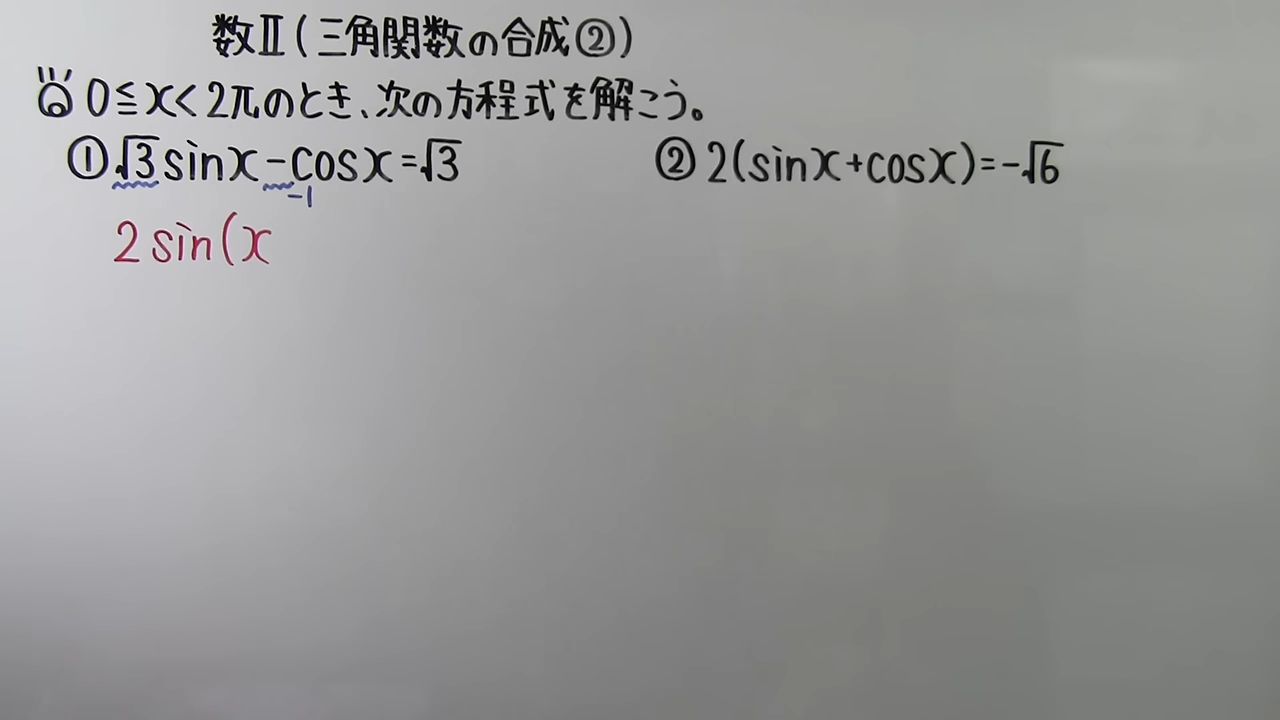 数Ⅱ(三角関数の合成②)
0≦x<2πのとき、次の方程式を解こう。
①√3sinx-cosx=√3
②2(sinx+cosx)=-√6
-1
2sin(x